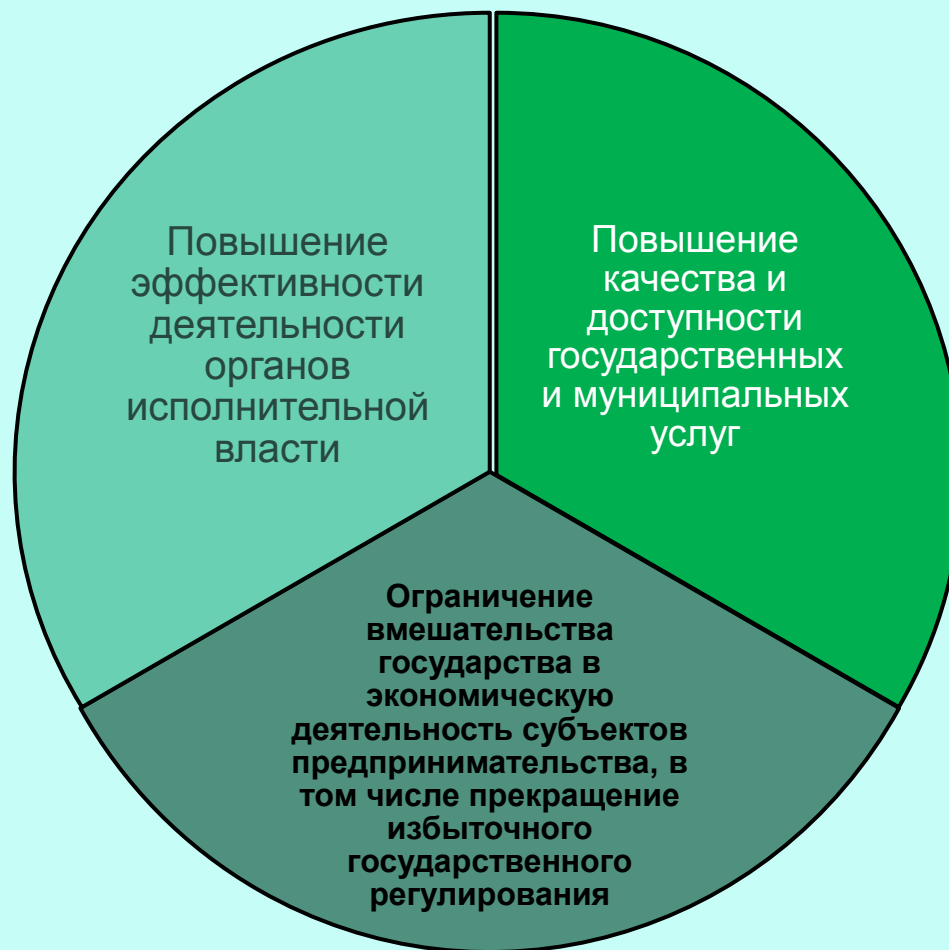 Повышение
эффективности
деятельности
органов
исполнительной
власти
Повышение
качества и
доступности
государственных
и муниципальных
услуг
Ограничение
вмешательства
государства в
экономическую
деятельность субъектов
предпринимательства, в
том числе прекращение
избыточного
государственного
регулирования